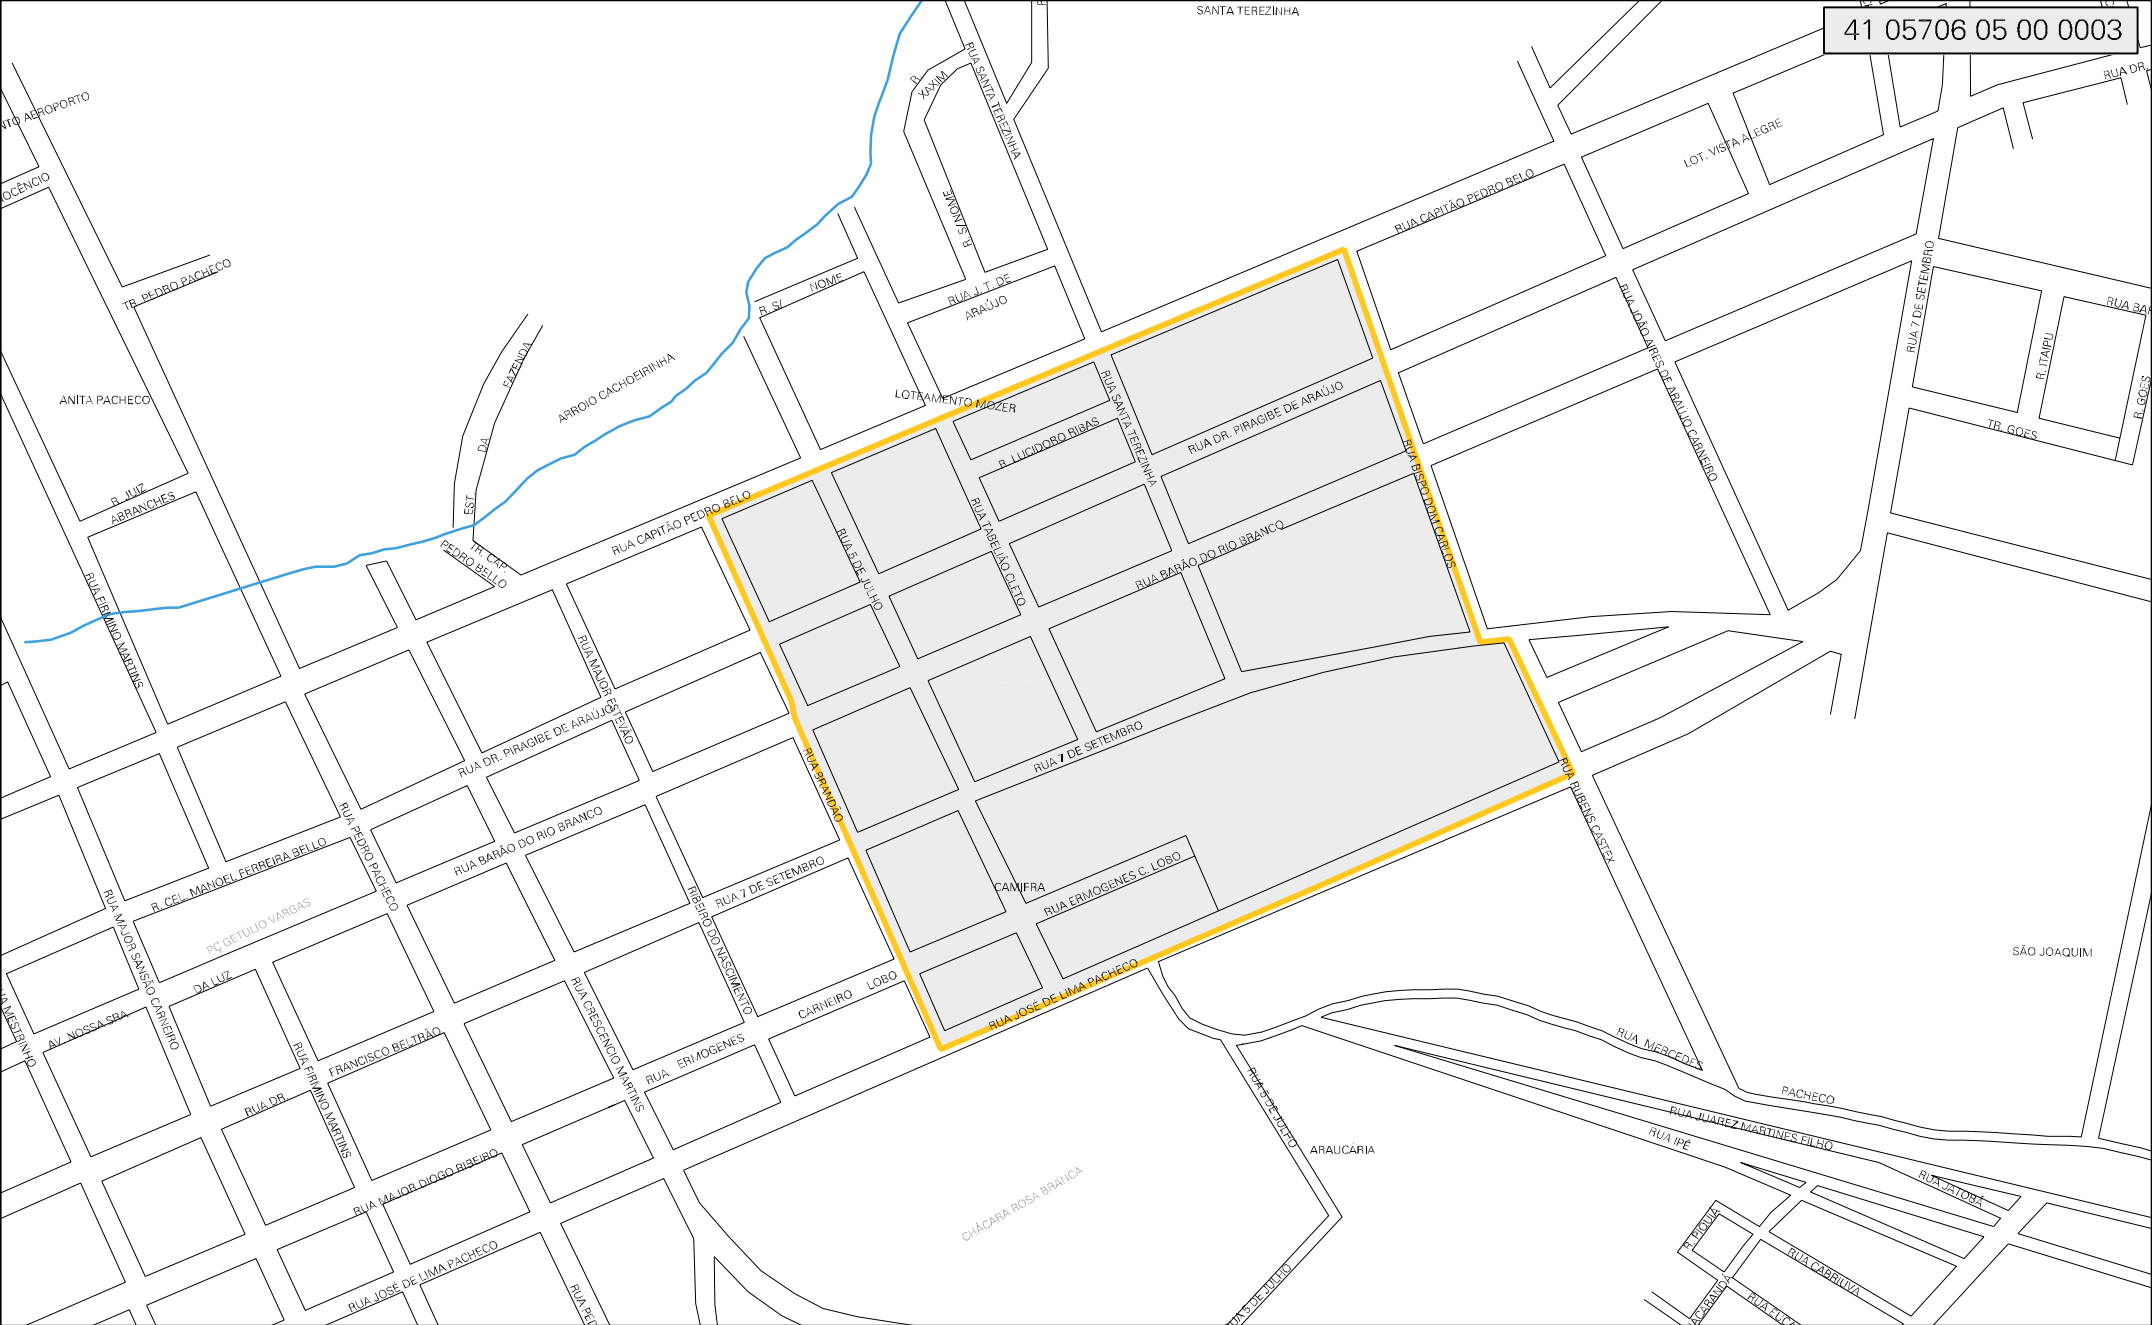 SANTA TEREZINHA
41 05706 05 00 0003
RUA DR.
RUA SANTA TEREZINHA
R.
XAXIM
R. S/NOME
LOT. VISTA ALEGRE
RUA CAPITÃO PEDRO BELO
TR. PEDRO PACHECO
R. S/ NOME
RUA J. T. DE
ARAÚJO
RUA 7 DE SETEMBRO
R. ITAIPU
R. GOES
TR. GOES
RUA JOÃO AIRES DE ARAÚJO CARNEIRO
EST. DA FAZENDA
ARROIO CACHOEIRINHA
ANITA PACHECO
LOTEAMENTO MOZER
R. LUCIDORO RIBAS
RUA SANTA TEREZINHA
RUA DR. PIRAGIBE DE ARAÚJO
RUA BISPO DOM CARLOS
R. JUIZ
ABRANCHES
RUA CAPITÃO PEDRO BELO
TR. CAP.
PEDRO BELLO
RUA 5 DE JULHO
RUA TABELIÃO CLETO
RUA BARÃO DO RIO BRANCO
RUA FIRMINO MARTINS
RUA MAJOR ESTEVÃO
RUA DR. PIRAGIBE DE ARAÚJO
RUA 7 DE SETEMBRO
RUA BRANDÃO
RUA RUBENS CASTEX
RUA PEDRO PACHECO
RUA BARÃO DO RIO BRANCO
R. CEL. MANOEL FERREIRA BELLO
PÇ GETULIO VARGAS
RUA 7 DE SETEMBRO
RIBEIRO DO NASCIMENTO
CAMIFRA
RUA ERMOGENES C. LOBO
RUA MAJOR SANSÃO CARNEIRO
SÃO JOAQUIM
AV. NOSSA SRA. DA LUZ
RUA CRESCENCIO MARTINS
RUA ERMOGENES CARNEIRO LOBO
RUA JOSÉ DE LIMA PACHECO
RUA FIRMINO MARTINS
RUA DR. FRANCISCO BELTRÃO
RUA MERCEDES PACHECO
RUA 5 DE JULHO
RUA JUAREZ MARTINES FILHO
RUA IPÊ
ARAUCÁRIA
RUA JATOBÁ
CHÁCARA ROSA BRANCA
RUA MAJOR DIOGO RIBEIRO
RUA JOSÉ DE LIMA PACHECO
R. PIQUIA
RUA CABRIUVA